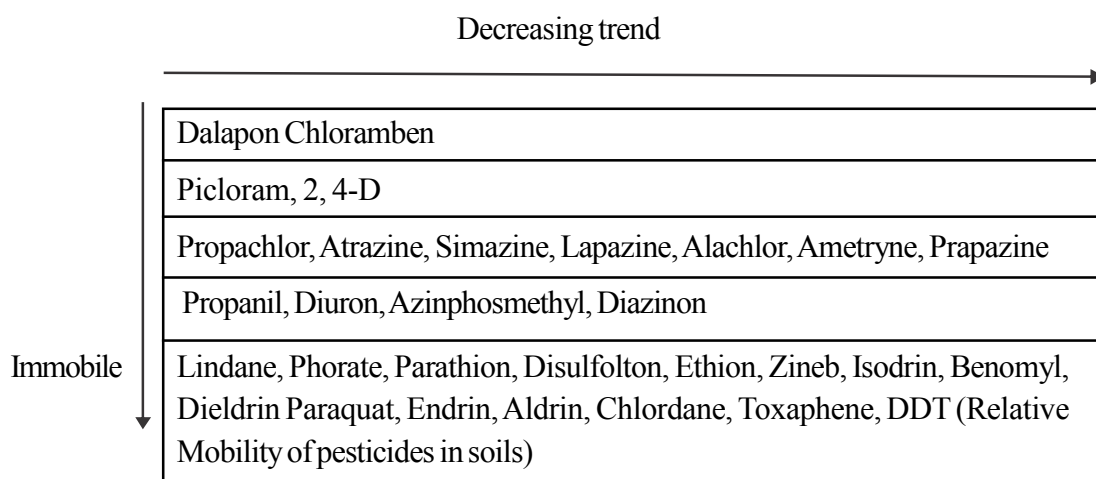 Decreasing trend
Dalapon Chloramben
Picloram, 2, 4-D
Propachlor, Atrazine, Simazine, Lapazine, Alachlor, Ametryne, Prapazine
Propanil, Diuron, Azinphosmethyl, Diazinon
Immobile
Lindane, Phorate, Parathion, Disulfolton, Ethion, Zineb, Isodrin, Benomyl,
Dieldrin Paraquat, Endrin, Aldrin, Chlordane, Toxaphene, DDT (Relative
Mobility of pesticides in soils)